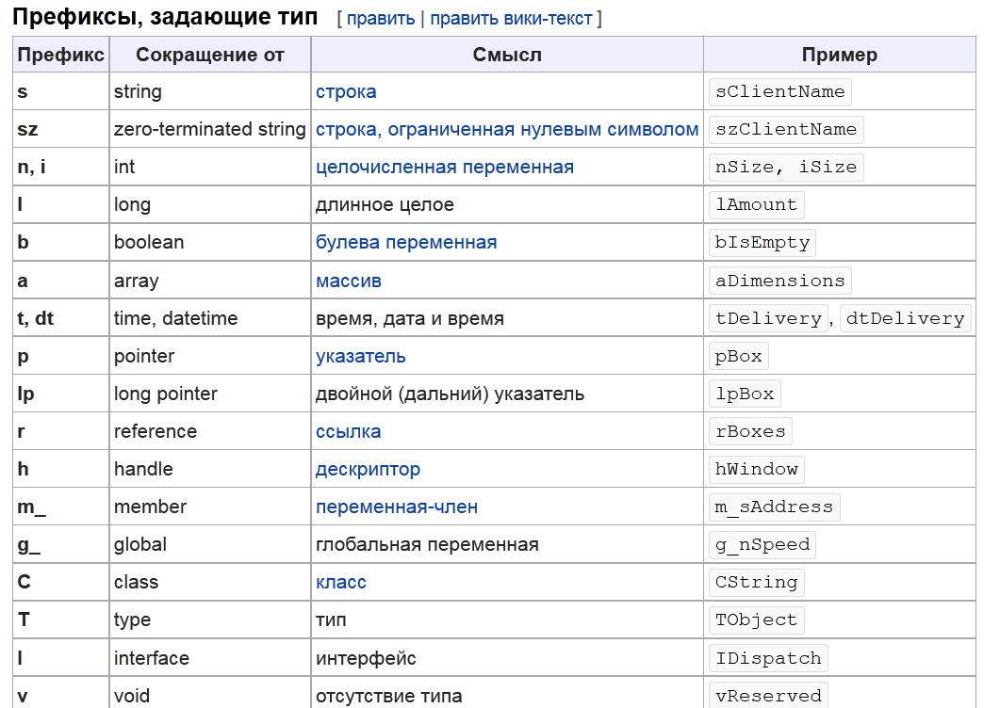 Префиксы, задающие тип [ править | править вики-текст ]
Префикс Сокращение от Смысл Пример
s string строка sClientName
sz zero-terminated string строка, ограниченная нулевым символом szClientName
n, i int целочисленная переменная nSize, iSize
l long длинное целое lAmount
b boolean булева переменная bIsEmpty
a array массив aDimensions
t, dt time, datetime время, дата и время tDelivery, dtDelivery
p pointer указатель pBox
lp long pointer двойной (дальний) указатель lpBox
r reference ссылка rBoxes
h handle дескриптор hWindow
m_ member переменная-член m_sAddress
g_ global глобальная переменная g_nSpeed
C class класс CString
T type тип TObject
I interface интерфейс IDispatch
v void отсутствие типа vReserved